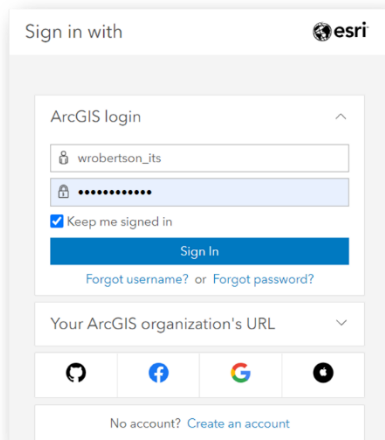 Sign in with
esri
ArcGIS login
wrobertson_its
••••••••••••
Keep me signed in
Sign In
Forgot username? or Forgot password?
Your ArcGIS organization's URL
No account? Create an account